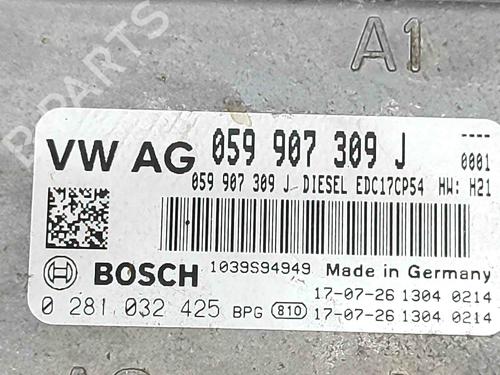 A1
VW AG 059 907 309 J
----
0001
059 907 309 J DIESEL EDC17CP54 HW: H21
BOSCH 1039S94949 Made in Germany
0 281 032 425 BPG 810
17-07-26 1304 0214
17-07-26 1304 0214
PARTS